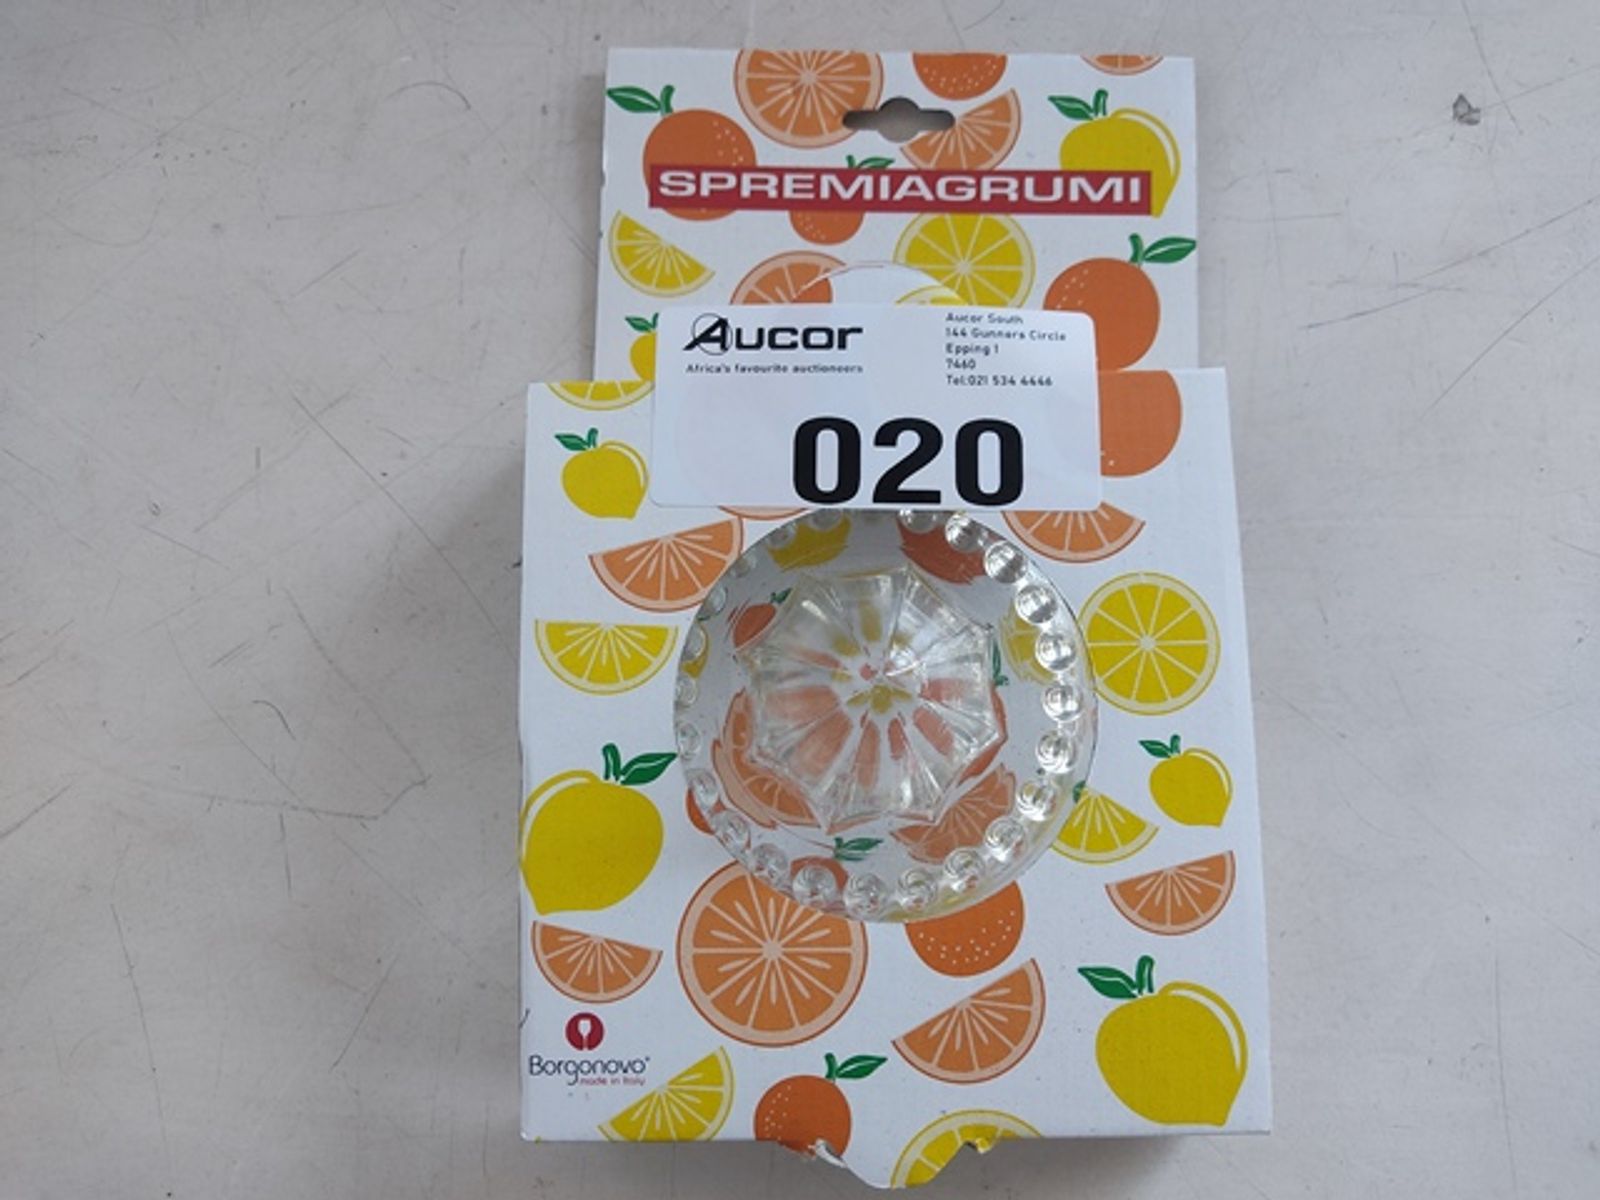 SPREMIAGRUMI
Aucor
Africa's favourite auctioneers
Aucor South
144 Gunners Circle
Epping 1
7460
Tel:021 534 4446
020
Borgonovo®
made in Italy